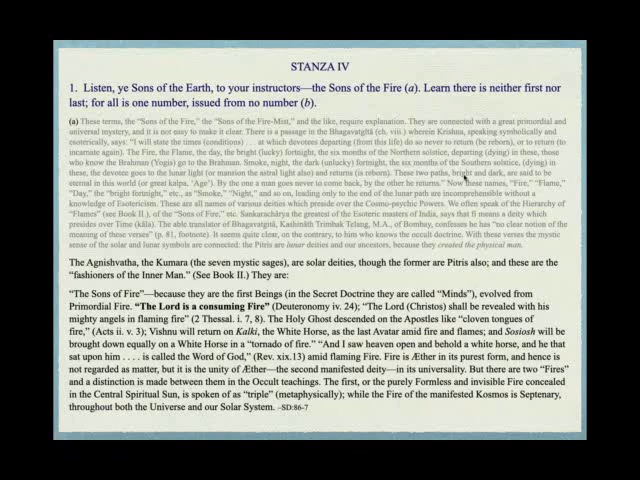 STANZA IV
1. Listen, ye Sons of the Earth, to your instructors—the Sons of the Fire (a). Learn there is neither first nor
last; for all is one number, issued from no number (b).
(a) These terms, the “Sons of the Fire,” the “Sons of the Fire-Mist,” and the like, require explanation. They are connected with a great primordial and
universal mystery, and it is not easy to make it clear. There is a passage in the Bhagavatgîtâ (ch. viii.) wherein Krishna, speaking symbolically and
esoterically, says: “I will state the times (conditions) . . . at which devotees departing (from this life) do so never to return (be reborn), or to return (to
incarnate again). The Fire, the Flame, the day, the bright (lucky) fortnight, the six months of the Northern solstice, departing (dying) in these, those
who know the Brahman (Yogis) go to the Brahman. Smoke, night, the dark (unlucky) fortnight, the six months of the Southern solstice, (dying) in
these, the devotee goes to the lunar light (or mansion the astral light also) and returns (is reborn). These two paths, bright and dark, are said to be
eternal in this world (or great kalpa, ‘Age’). By the one a man goes never to come back, by the other he returns.” Now these names, “Fire,” “Flame,”
“Day,” the “bright fortnight,” etc., as “Smoke,” “Night,” and so on, leading only to the end of the lunar path are incomprehensible without a
knowledge of Esotericism. These are all names of various deities which preside over the Cosmo-psychic Powers. We often speak of the Hierarchy of
“Flames” (see Book II.), of the “Sons of Fire,” etc. Sankarachârya the greatest of the Esoteric masters of India, says that fi means a deity which
presides over Time (kâla). The able translator of Bhagavatgîtâ, Kashinâth Trimbak Telang, M.A., of Bombay, confesses he has “no clear notion of the
meaning of these verses” (p. 81, footnote). It seems quite clear, on the contrary, to him who knows the occult doctrine. With these verses the mystic
sense of the solar and lunar symbols are connected: the Pitris are lunar deities and our ancestors, because they created the physical man.
The Agnishvatha, the Kumara (the seven mystic sages), are solar deities, though the former are Pitris also; and these are the
“fashioners of the Inner Man.” (See Book II.) They are:
“The Sons of Fire”—because they are the first Beings (in the Secret Doctrine they are called “Minds”), evolved from
Primordial Fire. “The Lord is a consuming Fire” (Deuteronomy iv. 24); “The Lord (Christos) shall be revealed with his
mighty angels in flaming fire” (2 Thessal. i. 7, 8). The Holy Ghost descended on the Apostles like “cloven tongues of
fire,” (Acts ii. v. 3); Vishnu will return on Kalki, the White Horse, as the last Avatar amid fire and flames; and Sosiosh will be
brought down equally on a White Horse in a “tornado of fire.” “And I saw heaven open and behold a white horse, and he that
sat upon him . . . . is called the Word of God,” (Rev. xix.13) amid flaming Fire. Fire is Æther in its purest form, and hence is
not regarded as matter, but it is the unity of Æther—the second manifested deity—in its universality. But there are two “Fires”
and a distinction is made between them in the Occult teachings. The first, or the purely Formless and invisible Fire concealed
in the Central Spiritual Sun, is spoken of as “triple” (metaphysically); while the Fire of the manifested Kosmos is Septenary,
throughout both the Universe and our Solar System. –SD:86-7